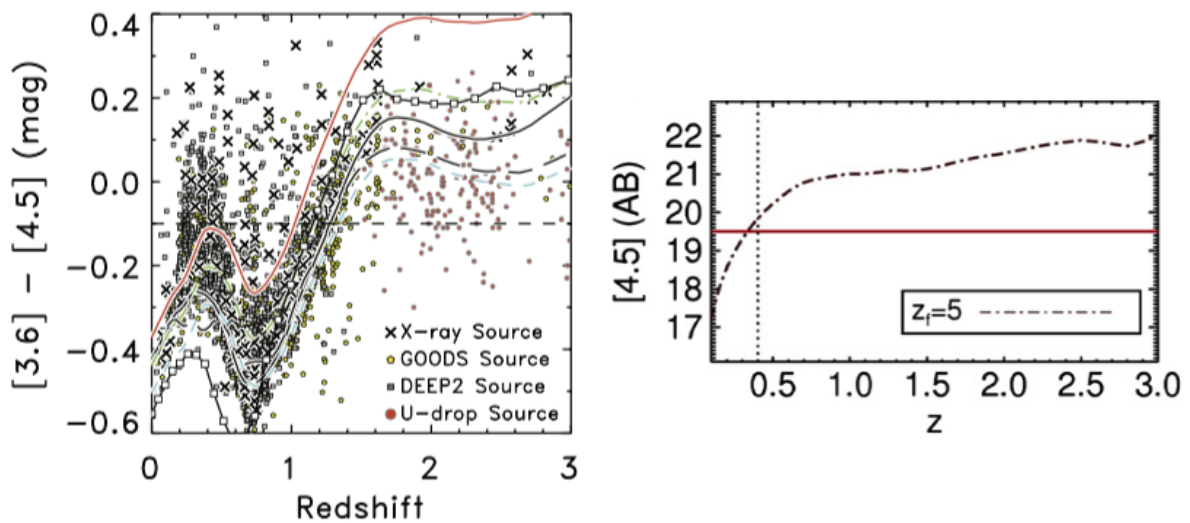 [3.6] − [4.5] (mag)
0.4
0.2
0.0
−0.2
−0.4
−0.6
X−ray Source
GOODS Source
DEEP2 Source
U−drop Source
0 1 2 3
Redshift
[4.5] (AB)
22
21
20
19
18
17
z_f=5
0.5 1.0 1.5 2.0 2.5 3.0
z